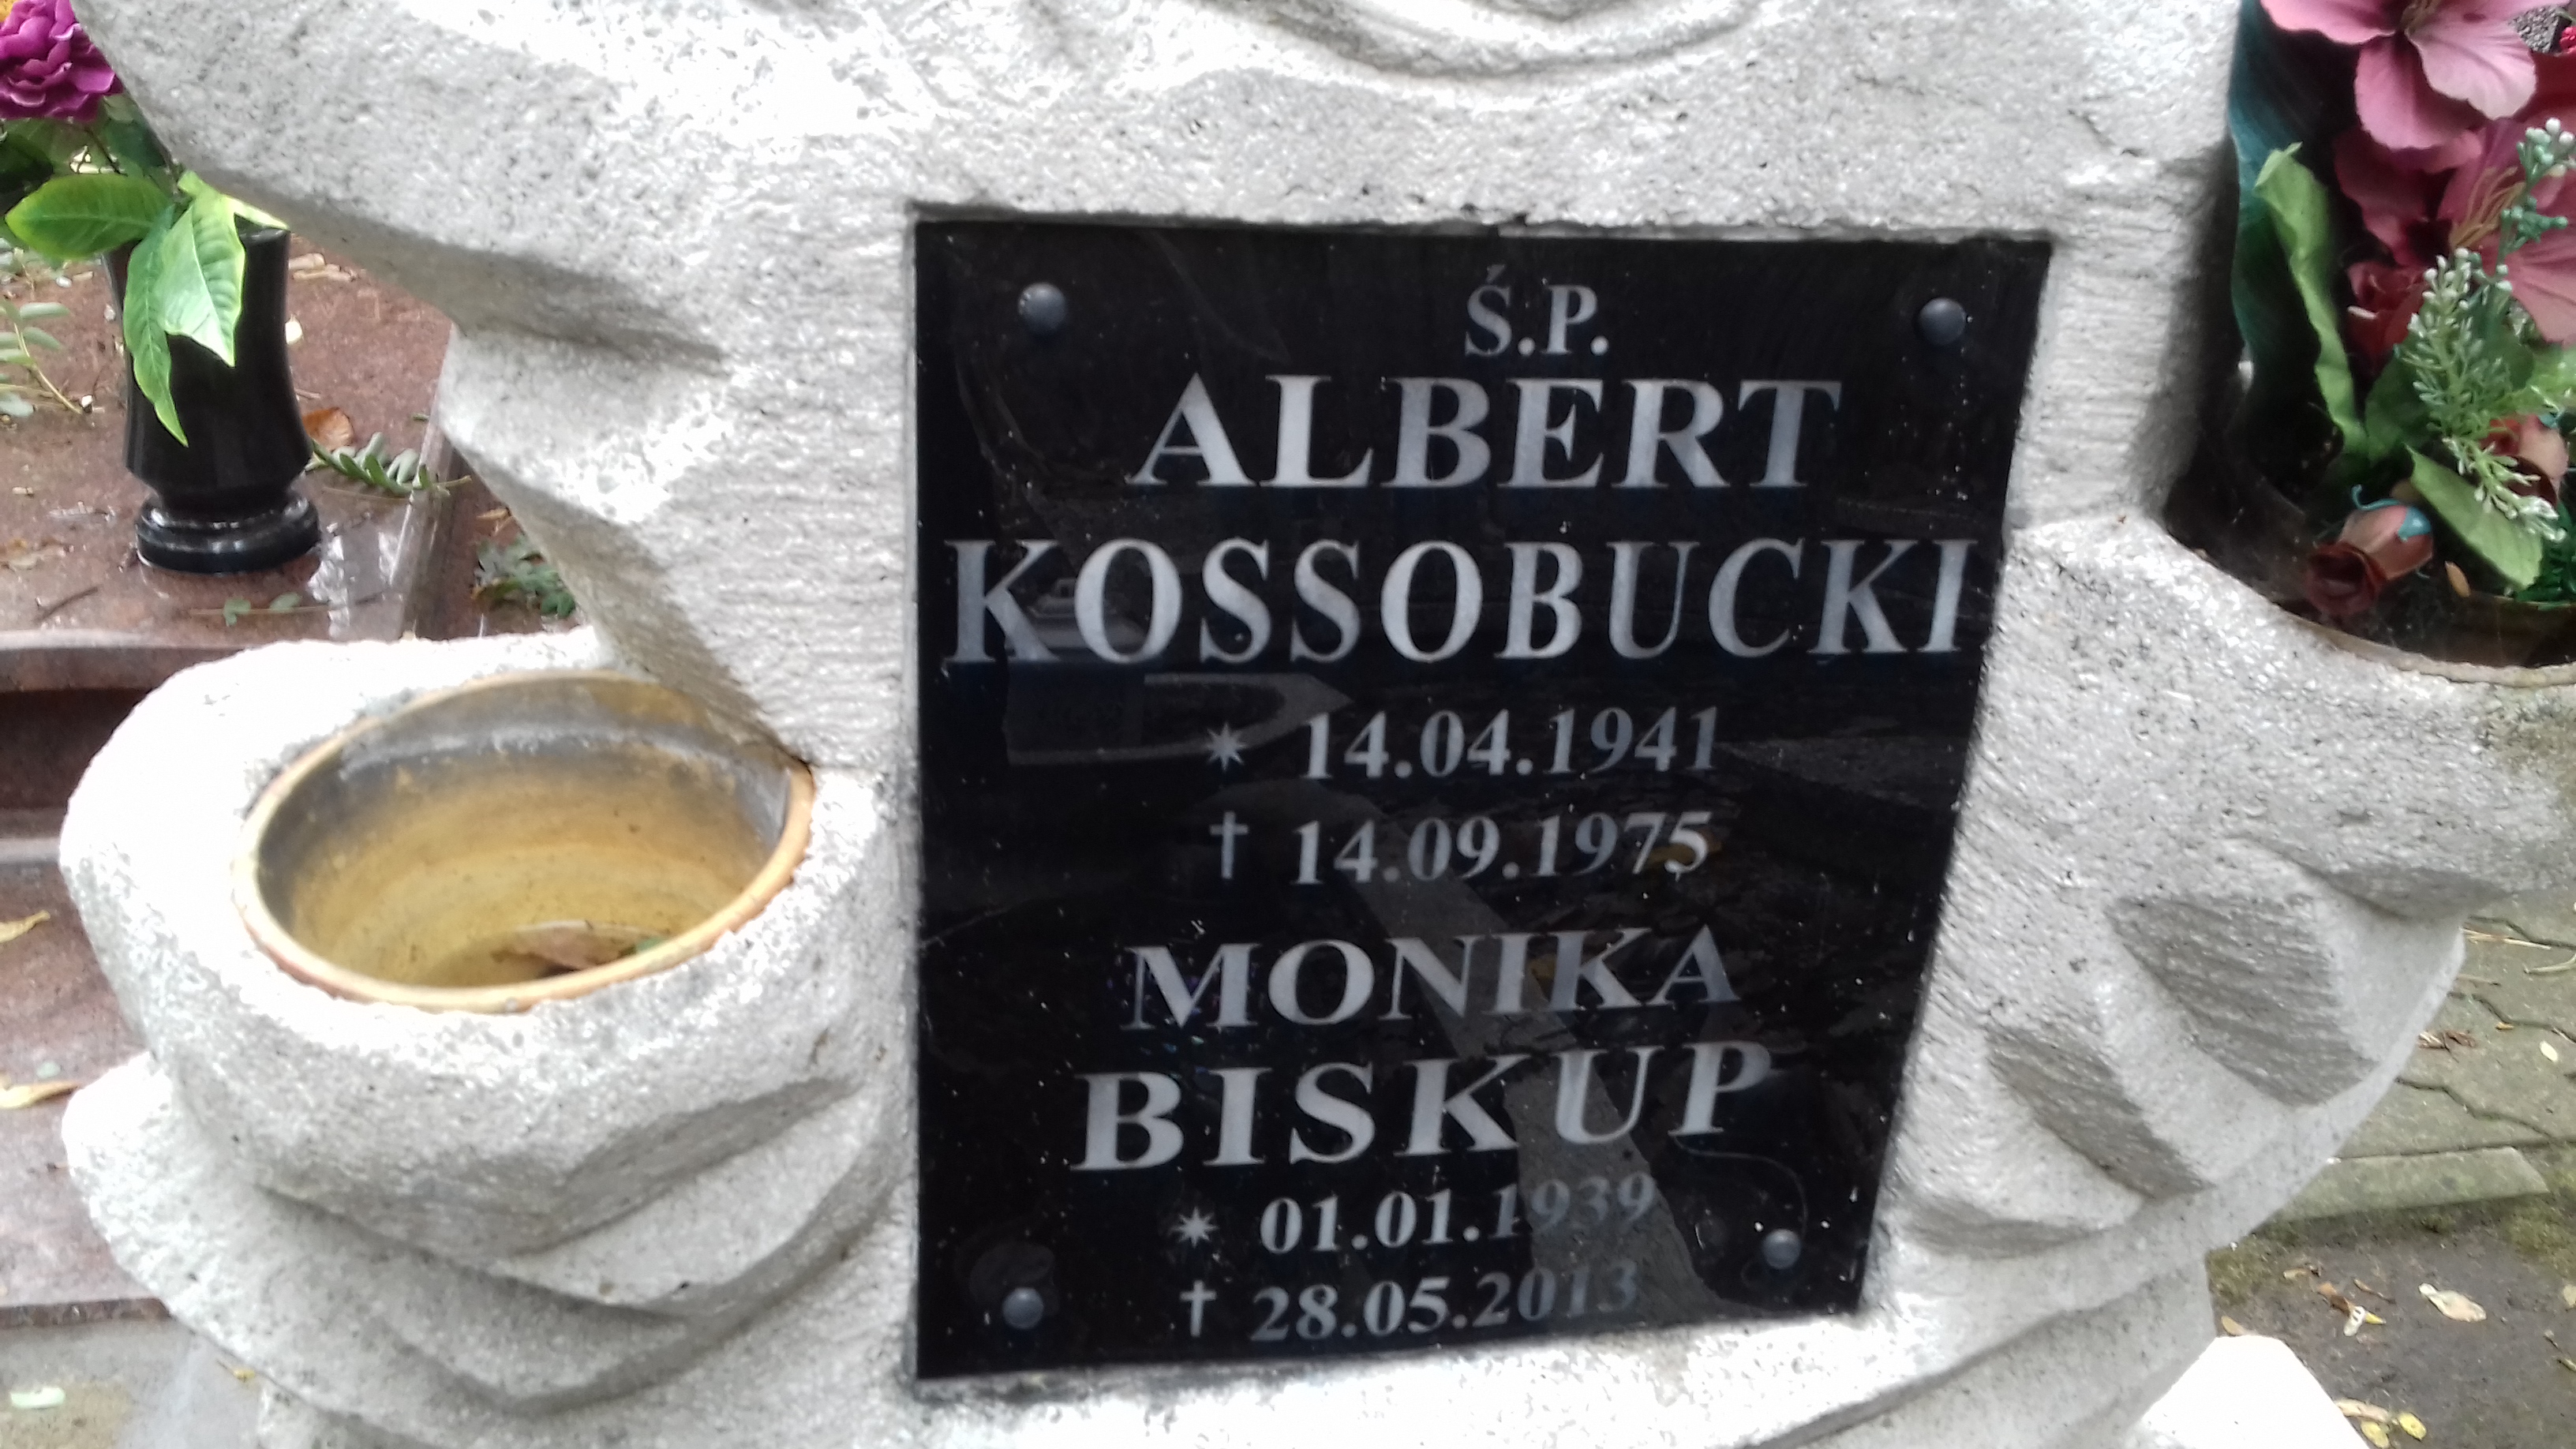 Ś.P.
ALBERT
KOSSOBUCKI
✷ 14.04.1941
† 14.09.1975
MONIKA
BISKUP
✷ 01.01.1939
† 28.05.2013